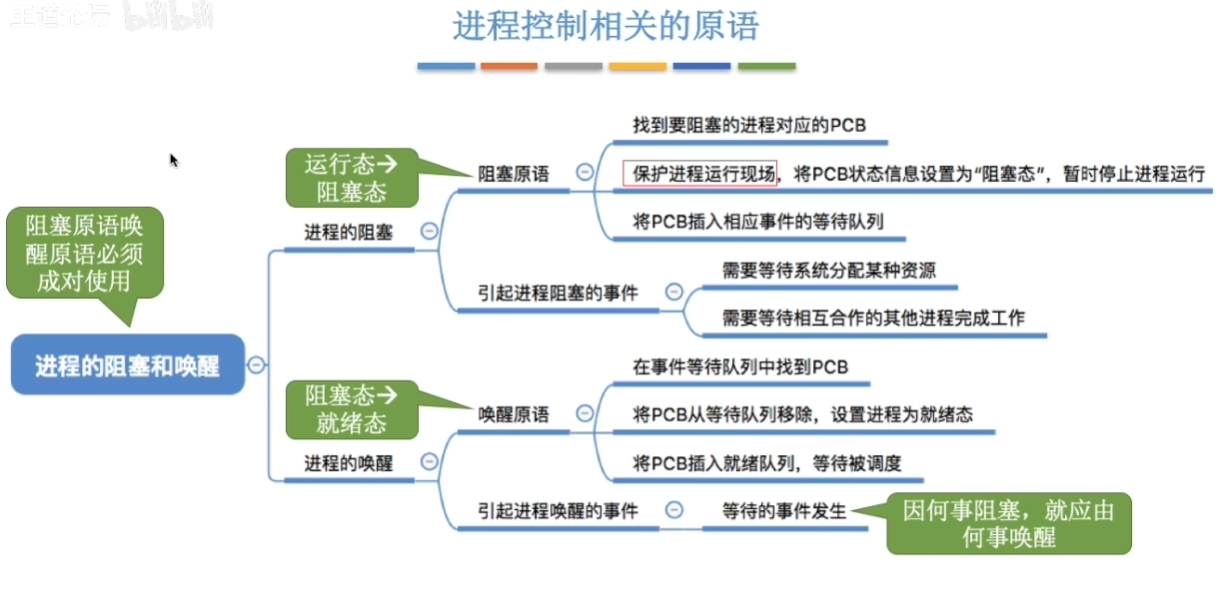 王道论坛 bilibili
进程控制相关的原语
阻塞原语唤
醒原语必须
成对使用
进程的阻塞和唤醒
进程的阻塞
运行态→
阻塞态
阻塞原语
找到要阻塞的进程对应的PCB
保护进程运行现场，将PCB状态信息设置为“阻塞态”，暂时停止进程运行
将PCB插入相应事件的等待队列
引起进程阻塞的事件
需要等待系统分配某种资源
需要等待相互合作的其他进程完成工作
进程的唤醒
阻塞态→
就绪态
唤醒原语
在事件等待队列中找到PCB
将PCB从等待队列移除，设置进程为就绪态
将PCB插入就绪队列，等待被调度
引起进程唤醒的事件
等待的事件发生
因何事阻塞，就应由
何事唤醒